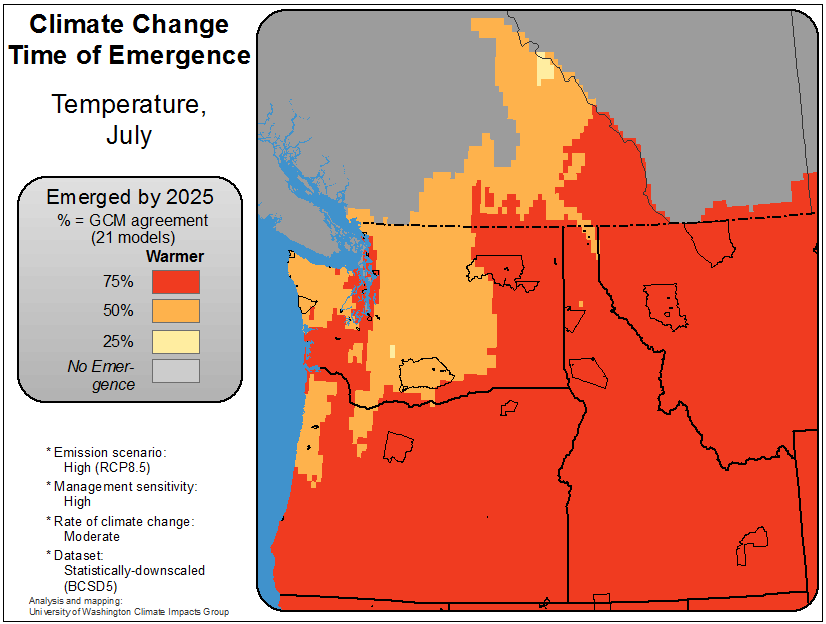 Climate Change
Time of Emergence
Temperature,
July
Emerged by 2025
% = GCM agreement
(21 models)
Warmer
75%
50%
25%
No Emer-
gence
* Emission scenario:
High (RCP8.5)
* Management sensitivity:
High
* Rate of climate change:
Moderate
* Dataset:
Statistically-downscaled
(BCSD5)
Analysis and mapping:
University of Washington Climate Impacts Group